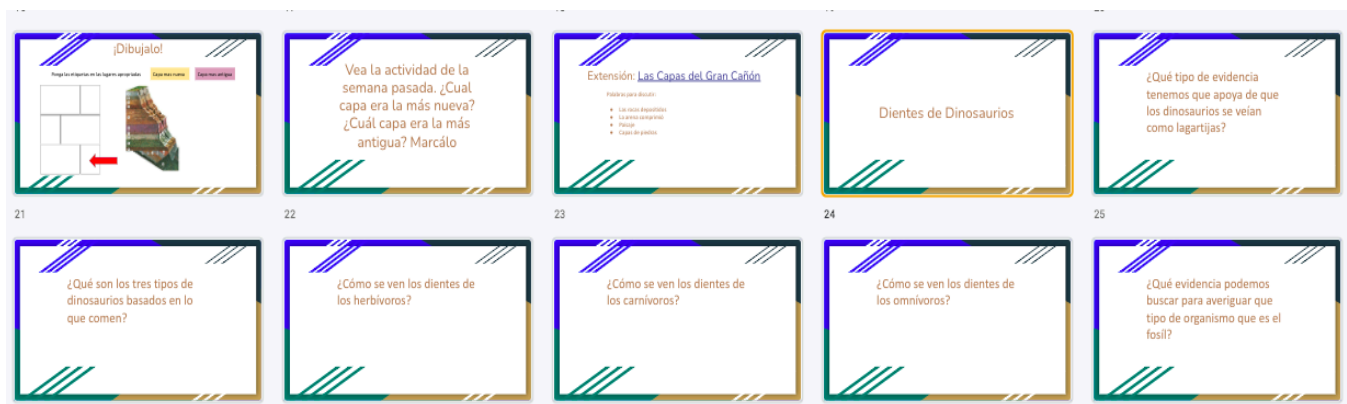 ¡Dibujalo!
Ponga las etiquetas en los lugares apropiados
Capa mas nueva
Capa mas antigua
Vea la actividad de la
semana pasada. ¿Cual
capa era la más nueva?
¿Cuál capa era la más
antigua? Marcálo
Extensión: Las Capas del Gran Cañón
Palabras para discutir:
Las rocas depositidas
La arena comprimió
Paisaje
Capas de piedras
Dientes de Dinosaurios
¿Qué tipo de evidencia
tenemos que apoya de que
los dinosaurios se veían
como lagartijas?
21
22
23
24
25
¿Qué son los tres tipos de
dinosaurios basados en lo
que comen?
¿Cómo se ven los dientes de
los herbívoros?
¿Cómo se ven los dientes de
los carnívoros?
¿Cómo se ven los dientes de
los omnívoros?
¿Qué evidencia podemos
buscar para averiguar que
tipo de organismo que es el
fosíl?